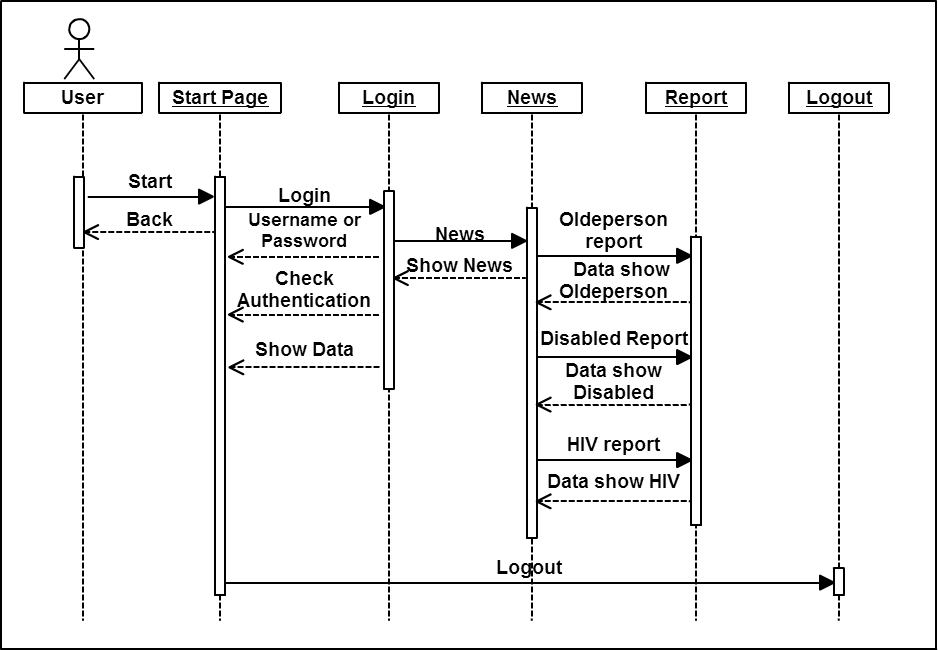 User
Start Page
Login
News
Report
Logout
Start
Back
Login
Username or
Password
Check
Authentication
Show Data
News
Show News
Oldeperson
report
Data show
Oldeperson
Disabled Report
Data show
Disabled
HIV report
Data show HIV
Logout